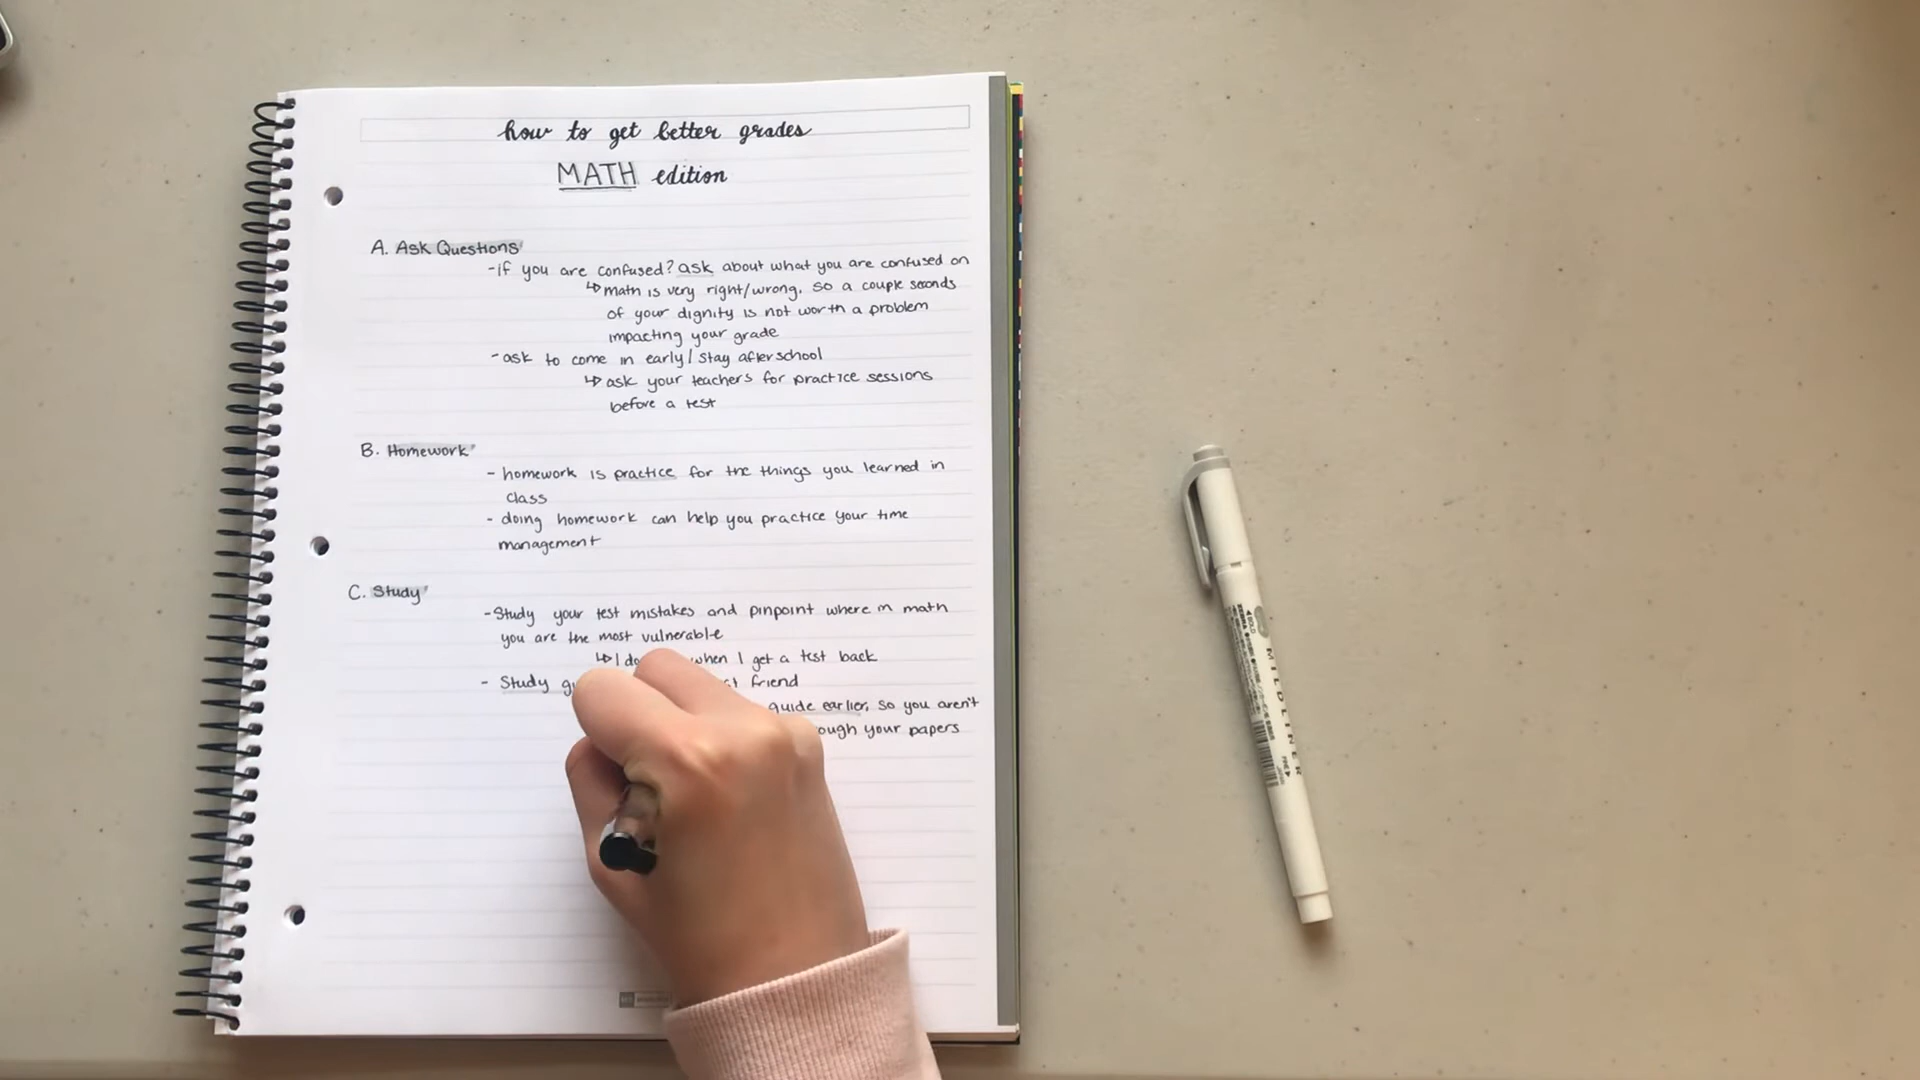 how to get better grades
MATH edition
A. Ask Questions
-if you are confused? ask about what you are confused on
↳ math is very right/wrong, so a couple seconds
of your dignity is not worth a problem
impacting your grade
-ask to come in early/stay afterschool
↳ ask your teachers for practice sessions
before a test
B. Homework
- homework is practice for the things you learned in
class
- doing homework can help you practice your time
management
C. Study
-Study your test mistakes and pinpoint where in math
you are the most vulnerable
↳ I when I get a test back
- Study friend
guide earlier, so you aren't
your papers
MILDLINER